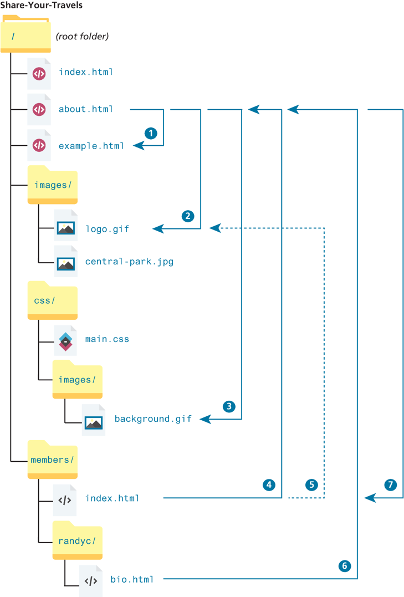 Share-Your-Travels
/ (root folder)
index.html
about.html
1
example.html
images/
2
logo.gif
central-park.jpg
css/
main.css
images/
3
background.gif
members/
index.html 4 5 7
randyc/
6
bio.html